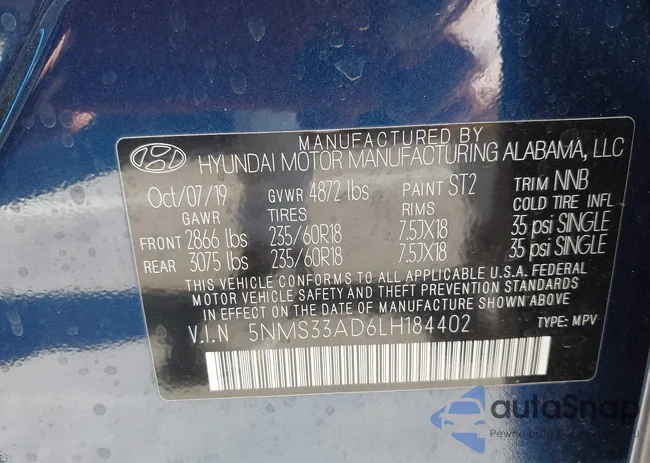 MANUFACTURED BY
HYUNDAI MOTOR MANUFACTURING ALABAMA, LLC
Oct/07/19 GVWR 4872 lbs PAINT ST2 TRIM NNB
GAWR TIRES RIMS COLD TIRE INFL
FRONT 2866 lbs 235/60R18 7.5JX18 35 psi SINGLE
REAR 3075 lbs 235/60R18 7.5JX18 35 psi SINGLE
THIS VEHICLE CONFORMS TO ALL APPLICABLE U.S.A. FEDERAL
MOTOR VEHICLE SAFETY AND THEFT PREVENTION STANDARDS
IN EFFECT ON THE DATE OF MANUFACTURE SHOWN ABOVE.
V.I.N 5NMS33AD6LH184402 TYPE: MPV
autoSnap
Pewne auto